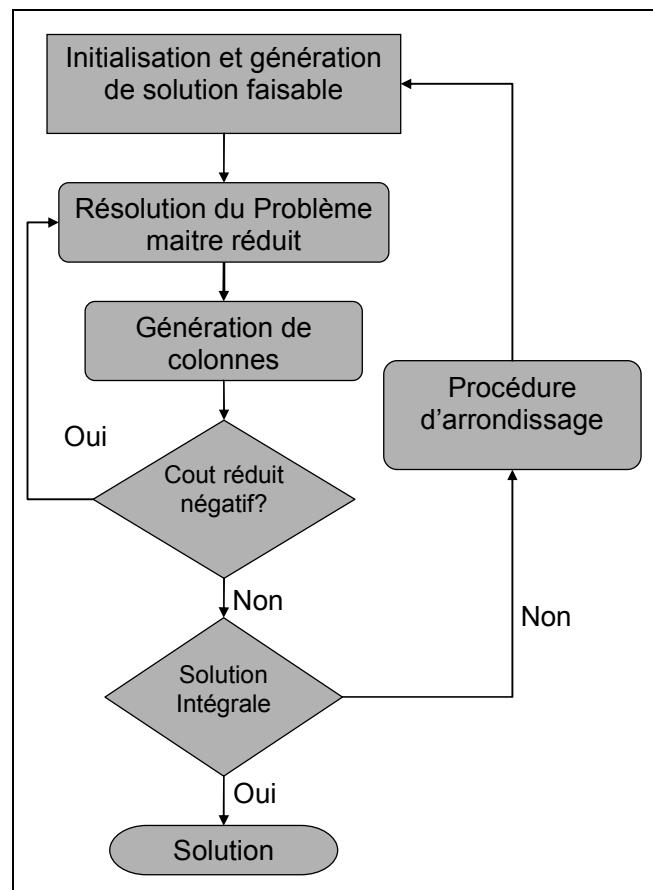 Initialisation et génération
de solution faisable
Résolution du Problème
maitre réduit
Génération de
colonnes
Procédure
d'arrondissage
Oui
Cout réduit
négatif?
Non
Non
Solution
Intégrale
Oui
Solution